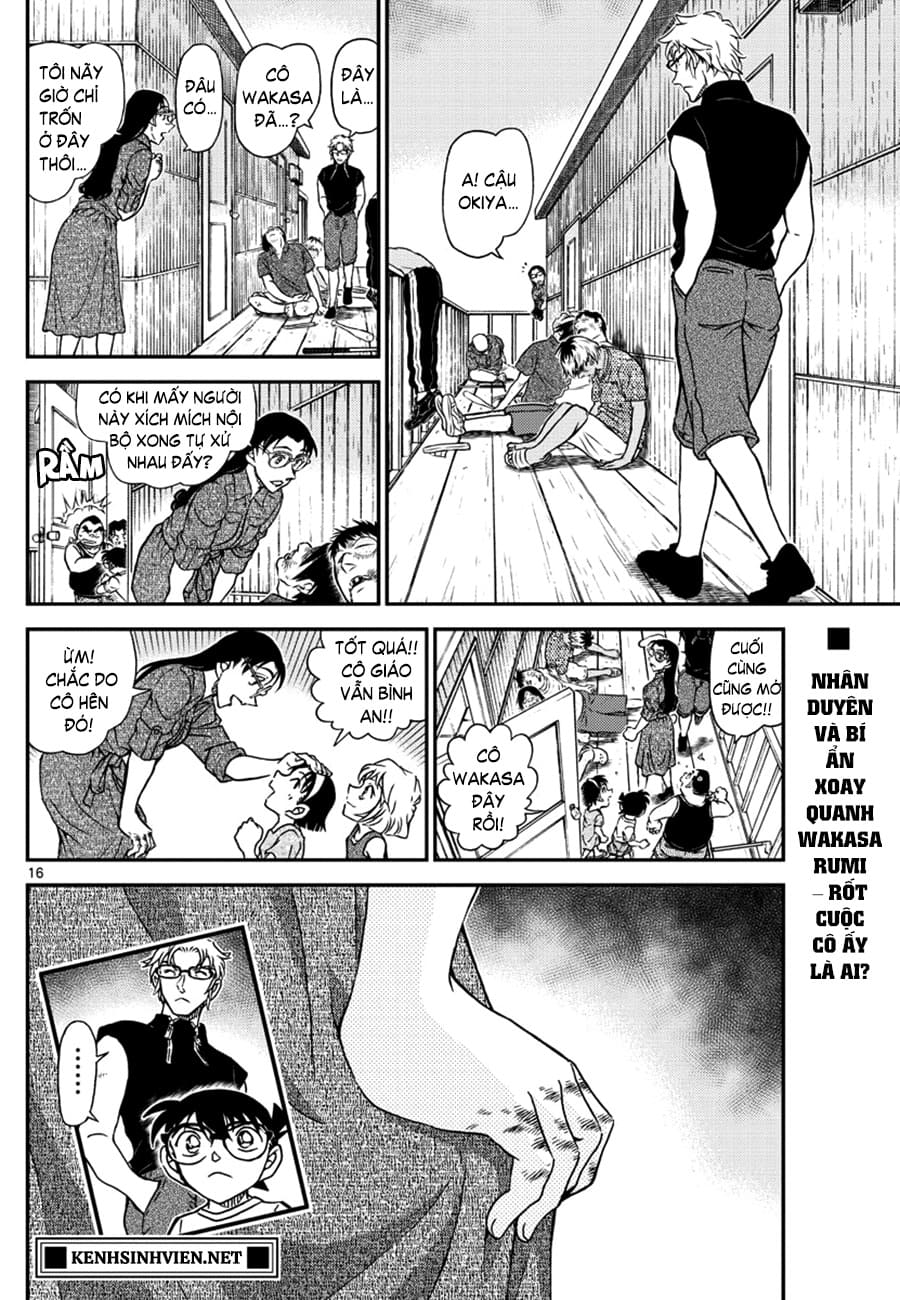 A! CẬU
OKIYA...
ĐÂY
LÀ...
CÔ
WAKASA
ĐÃ...?
ĐÂU
CÓ...
TÔI NÃY
GIỜ CHỈ
TRỐN
Ở ĐÂY
THÔI...
CÓ KHI MẤY NGƯỜI
NÀY XÍCH MÍCH NỘI
BỘ XONG TỰ XỬ
NHAU ĐẤY?
RẦM
CUỐI
CÙNG
CŨNG MỞ
ĐƯỢC!!
CÔ
WAKASA
ĐÂY
RỒI!
TỐT QUÁ!!
CÔ GIÁO
VẪN BÌNH
AN!!
ỪM!
CHẮC DO
CÔ HÊN
ĐÓ!
16
NHÂN
DUYÊN
VÀ BÍ
ẨN
XOAY
QUANH
WAKASA
RUMI
– RỐT
CUỘC
CÔ ẤY
LÀ AI?
......
KENHSINHVIEN.NET